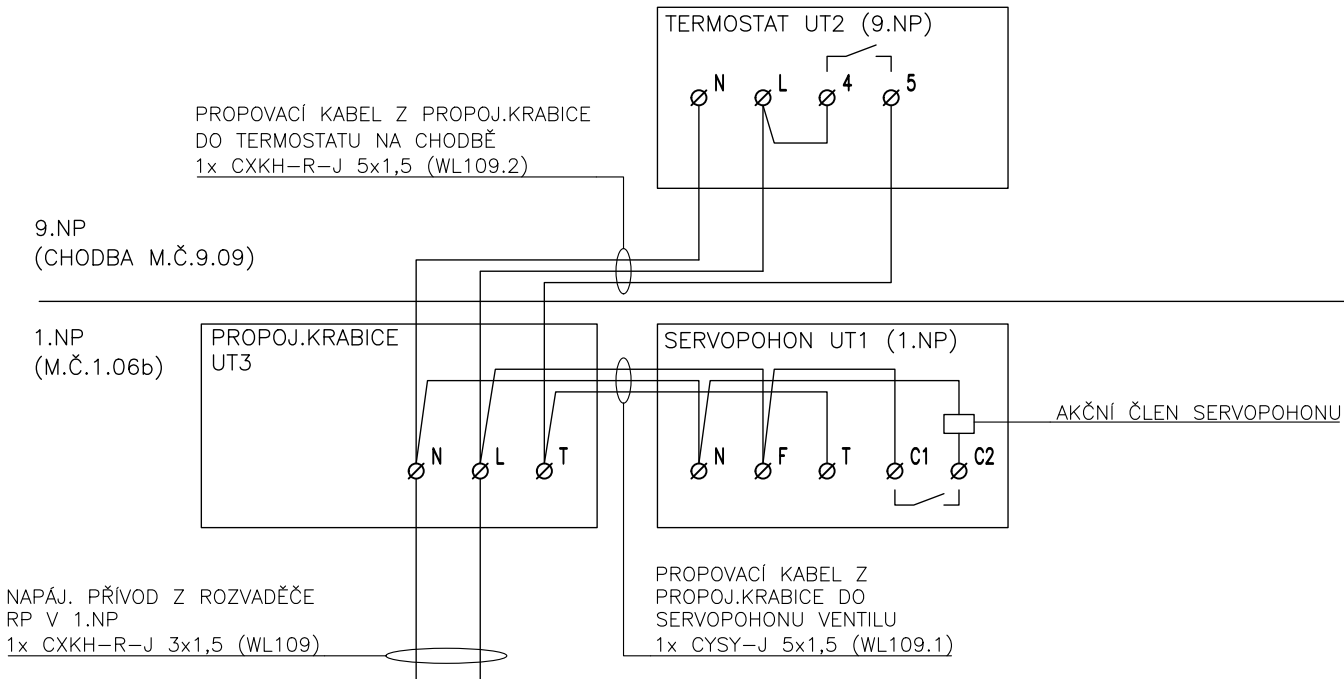 TERMOSTAT UT2 (9.NP)
N L 4 5
PROPOVACÍ KABEL Z PROPOJ.KRABICE
DO TERMOSTATU NA CHODBĚ
1x CXKH-R-J 5x1,5 (WL109.2)
9.NP
(CHODBA M.Č.9.09)
1.NP
(M.Č.1.06b)
PROPOJ.KRABICE
UT3
N L T
SERVOPOHON UT1 (1.NP)
N F T C1 C2
AKČNÍ ČLEN SERVOPOHONU
NAPÁJ. PŘÍVOD Z ROZVADĚČE
RP V 1.NP
1x CXKH-R-J 3x1,5 (WL109)
PROPOVACÍ KABEL Z
PROPOJ.KRABICE DO
SERVOPOHONU VENTILU
1x CYSY-J 5x1,5 (WL109.1)